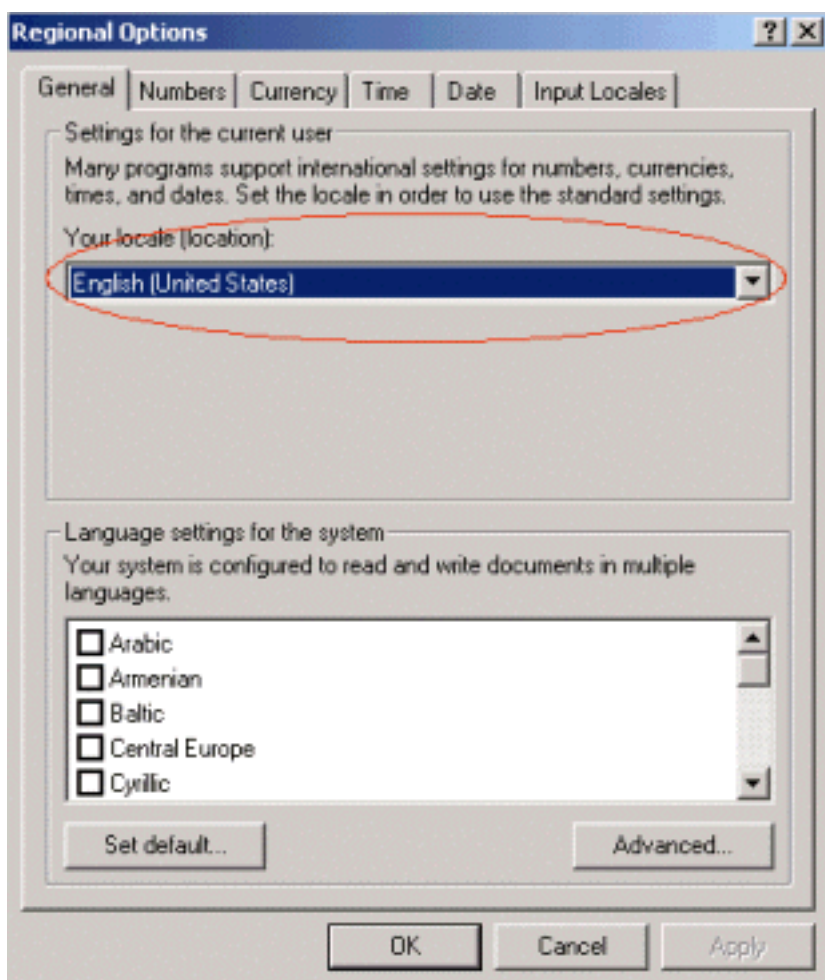 Regional Options
General Numbers Currency Time Date Input Locales
Settings for the current user
Many programs support international settings for numbers, currencies,
times, and dates. Set the locale in order to use the standard settings.
Your locale (location):
English (United States)
Language settings for the system
Your system is configured to read and write documents in multiple
languages.
Arabic
Armenian
Baltic
Central Europe
Cyrillic
Set default... Advanced...
OK Cancel Apply